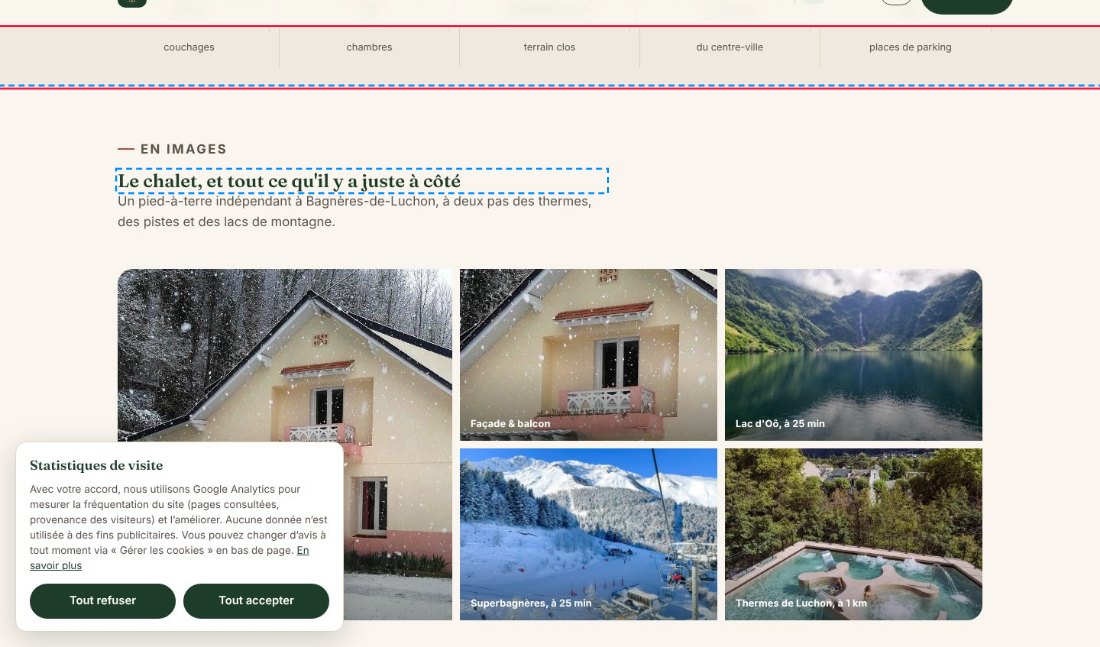 couchages
chambres
terrain clos
du centre-ville
places de parking
EN IMAGES
Le chalet, et tout ce qu'il y a juste à côté
Un pied-à-terre indépendant à Bagnères-de-Luchon, à deux pas des thermes,
des pistes et des lacs de montagne.
Façade & balcon
Lac d'Oô, à 25 min
Superbagnères, à 25 min
Thermes de Luchon, à 1 km
Statistiques de visite
Avec votre accord, nous utilisons Google Analytics pour
mesurer la fréquentation du site (pages consultées,
provenance des visiteurs) et l'améliorer. Aucune donnée n'est
utilisée à des fins publicitaires. Vous pouvez changer d'avis à
tout moment via « Gérer les cookies » en bas de page. En
savoir plus
Tout refuser
Tout accepter